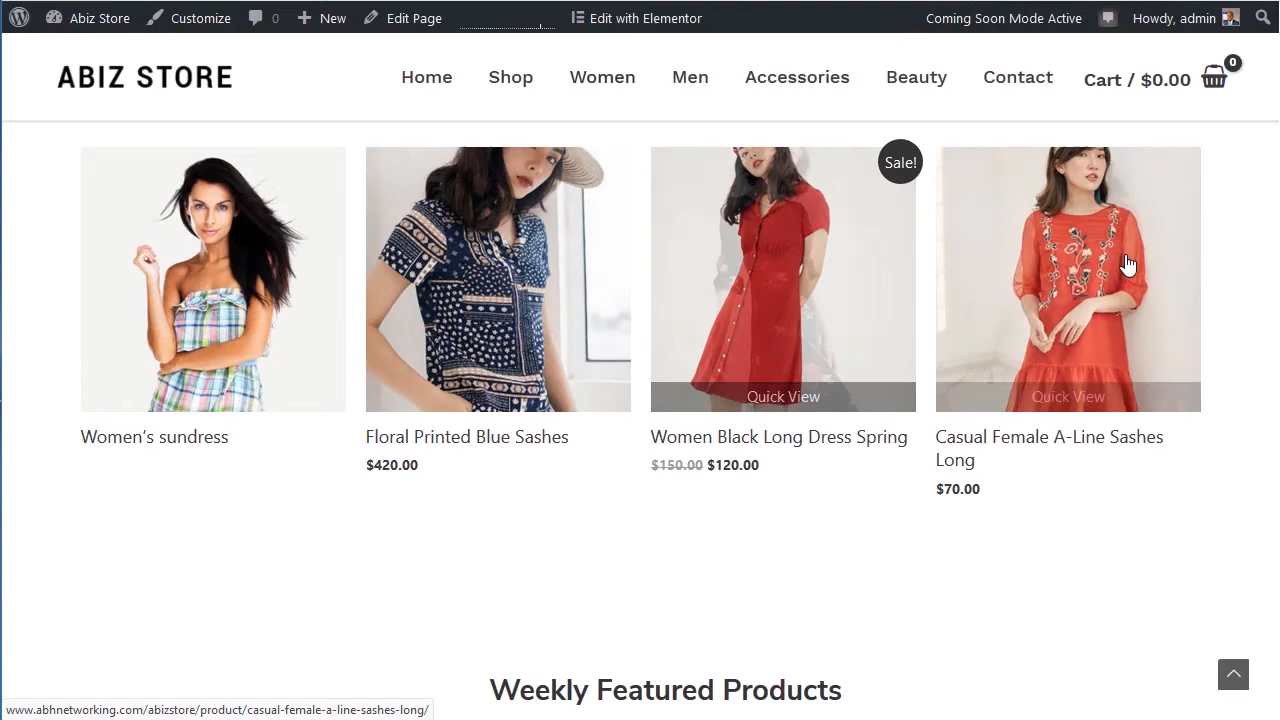 Abiz Store Customize 0 New Edit Page Edit with Elementor Coming Soon Mode Active Howdy, admin
ABIZ STORE Home Shop Women Men Accessories Beauty Contact Cart / $0.00 0
Sale!
Quick View Quick View
Women’s sundress Floral Printed Blue Sashes Women Black Long Dress Spring Casual Female A-Line Sashes
Long
$420.00 $150.00 $120.00
$70.00
Weekly Featured Products
www.abhnetworking.com/abizstore/product/casual-female-a-line-sashes-long/